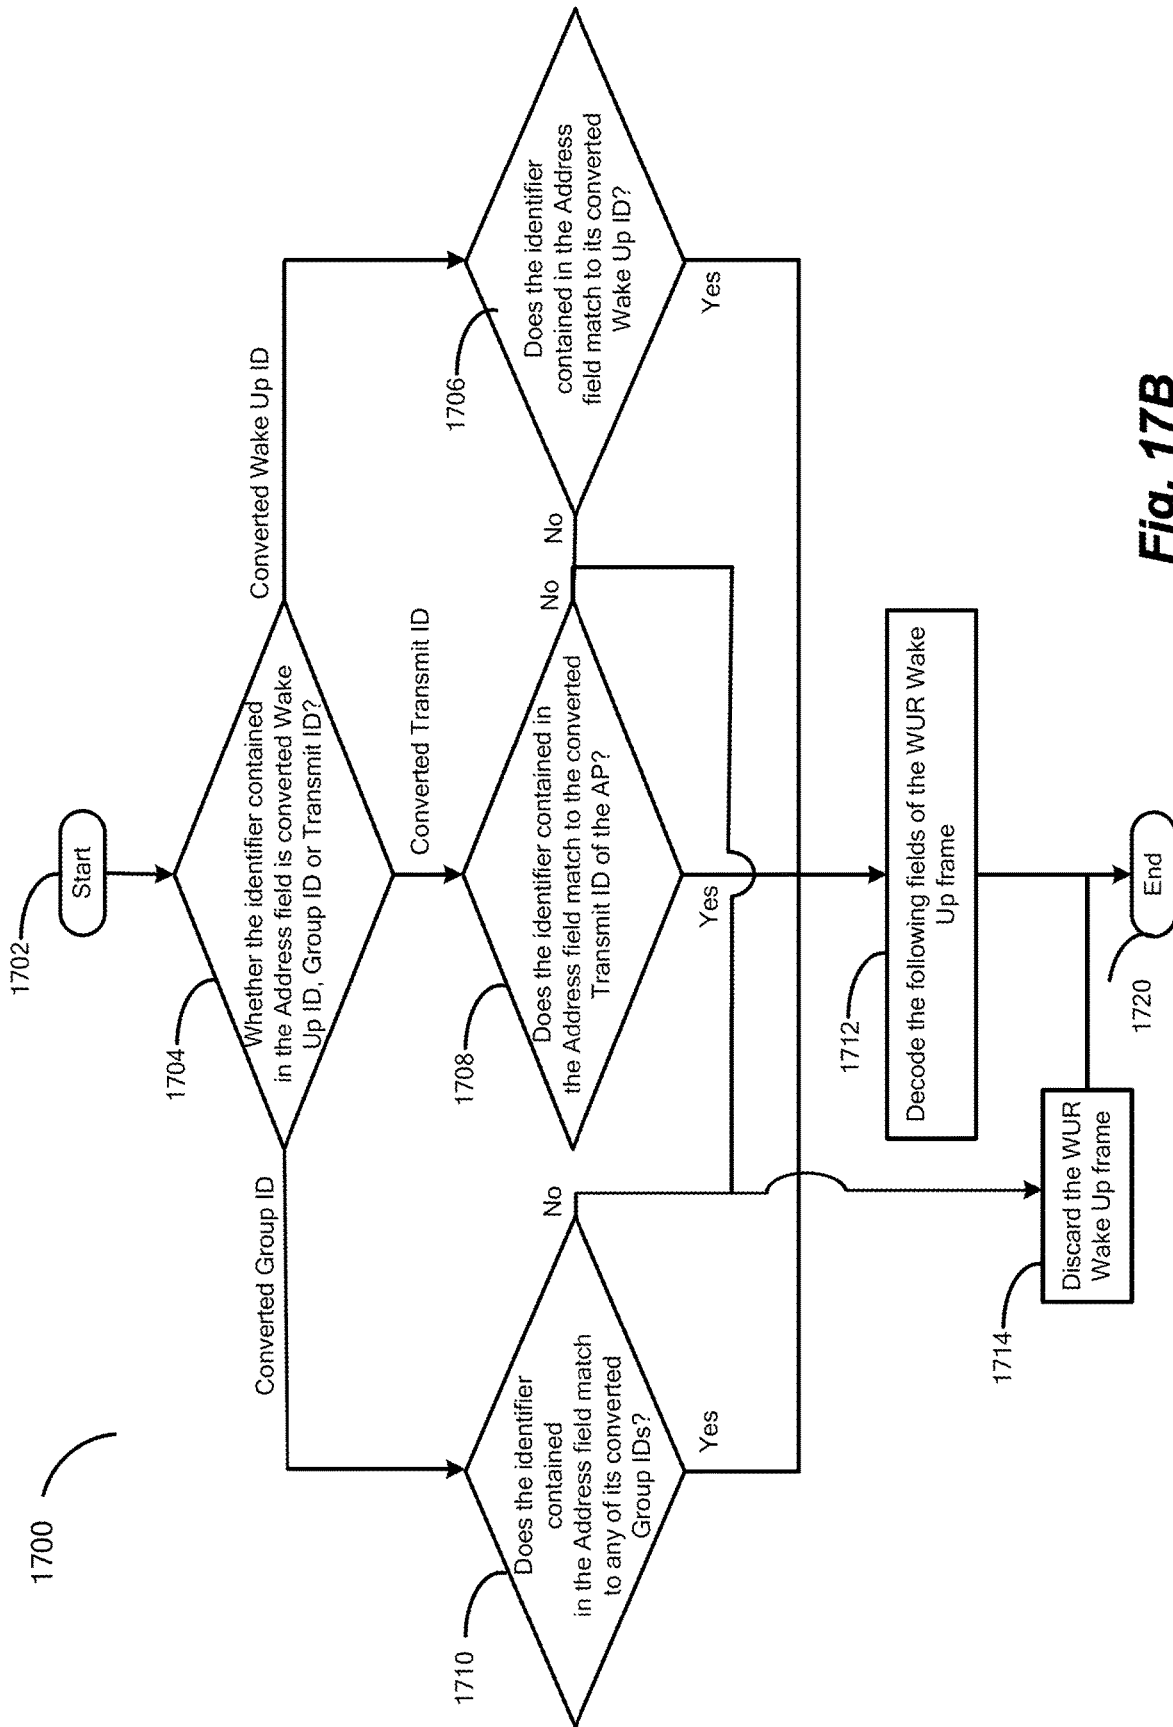 1700
1702
Start
1704
Whether the identifier contained
in the Address field is converted Wake
Up ID, Group ID or Transmit ID?
Converted Group ID
Converted Transmit ID
Converted Wake Up ID
1710
Does the identifier
contained
in the Address field match
to any of its converted
Group IDs?
No
Yes
1708
Does the identifier contained in
the Address field match to the converted
Transmit ID of the AP?
No
Yes
1706
Does the identifier
contained in the Address
field match to its converted
Wake Up ID?
No
Yes
1712
Decode the following fields of the WUR Wake
Up frame
1714
Discard the WUR
Wake Up frame
1720
End
Fig. 17B